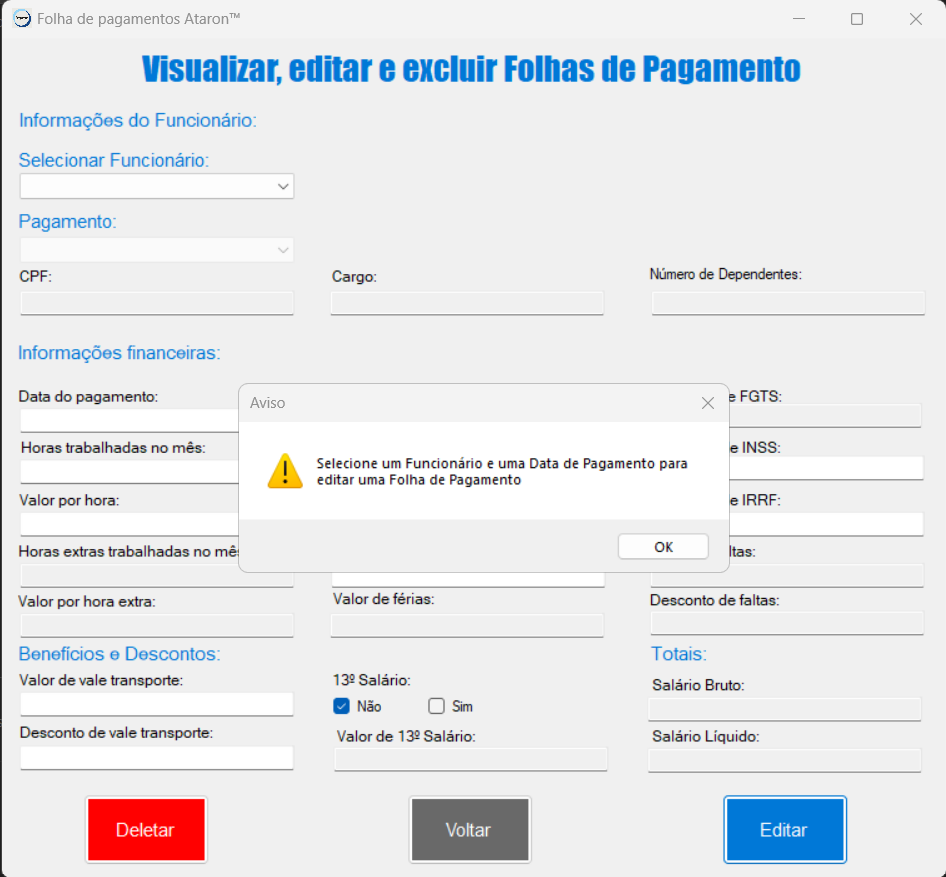 Folha de pagamentos Ataron™
Visualizar, editar e excluir Folhas de Pagamento
Informações do Funcionário:
Selecionar Funcionário:
Pagamento:
CPF:
Cargo:
Número de Dependentes:
Informações financeiras:
Data do pagamento:
FGTS:
Horas trabalhadas no mês:
INSS:
Valor por hora:
IRRF:
Horas extras trabalhadas no
Valor por hora extra:
Valor de férias:
Desconto de faltas:
Aviso
Selecione um Funcionário e uma Data de Pagamento para
editar uma Folha de Pagamento
OK
Benefícios e Descontos:
Totais:
Valor de vale transporte:
13º Salário:
Salário Bruto:
Não
Sim
Desconto de vale transporte:
Valor de 13º Salário:
Salário Líquido:
Deletar
Voltar
Editar